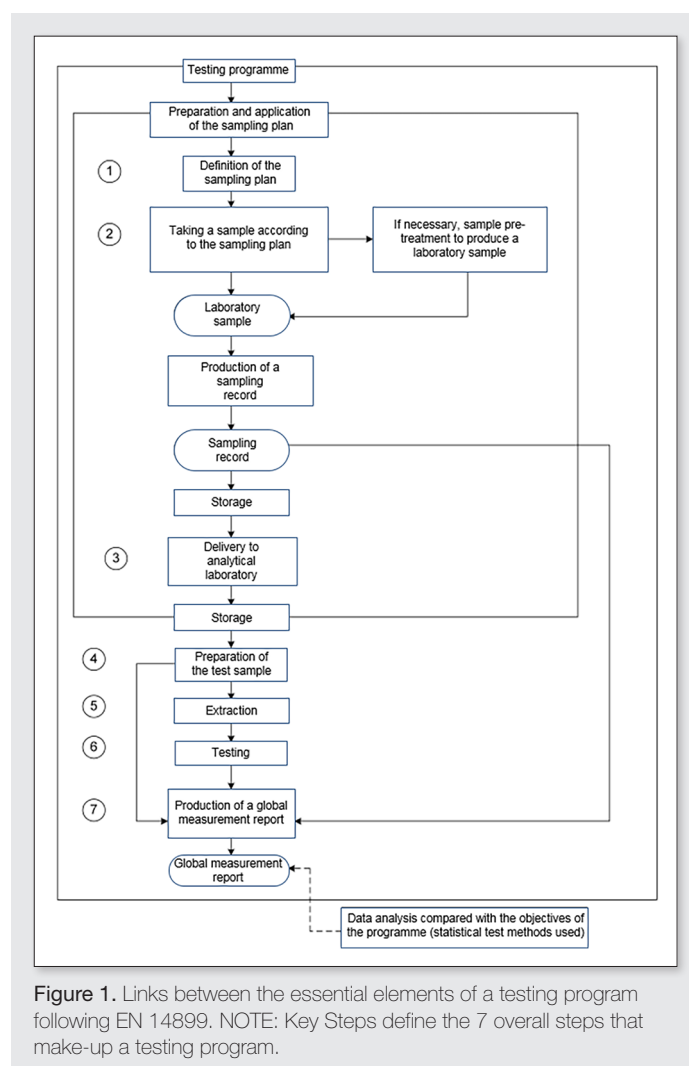 Testing programme
Preparation and application
of the sampling plan
1
Definition of the
sampling plan
2
Taking a sample according
to the sampling plan
If necessary, sample pre-
treatment to produce a
laboratory sample
Laboratory
sample
Production of a
sampling
record
Sampling
record
Storage
3
Delivery to
analytical
laboratory
Storage
4
Preparation of
the test sample
5
Extraction
6
Testing
7
Production of a global
measurement report
Global measurement
report
Data analysis compared with the objectives of
the programme (statistical test methods used)
Figure 1. Links between the essential elements of a testing program
following EN 14899. NOTE: Key Steps define the 7 overall steps that
make-up a testing program.